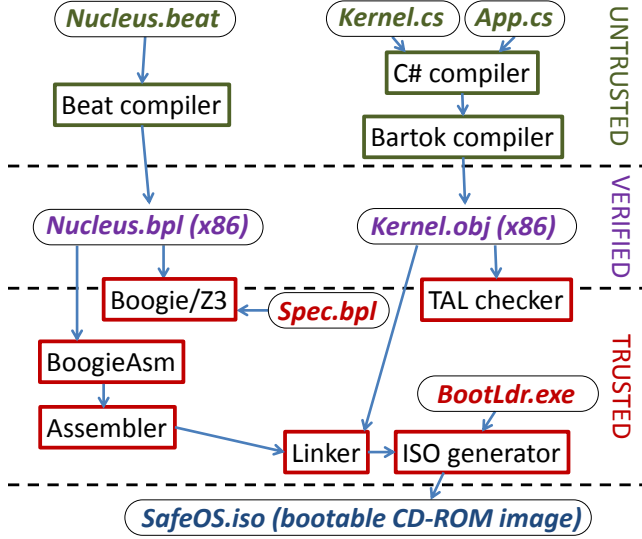 Nucleus.beat
Kernel.cs
App.cs
UNTRUSTED
C# compiler
Beat compiler
Bartok compiler
VERIFIED
Nucleus.bpl (x86)
Kernel.obj (x86)
Boogie/Z3
Spec.bpl
TAL checker
TRUSTED
BoogieAsm
BootLdr.exe
Assembler
Linker
ISO generator
SafeOS.iso (bootable CD-ROM image)